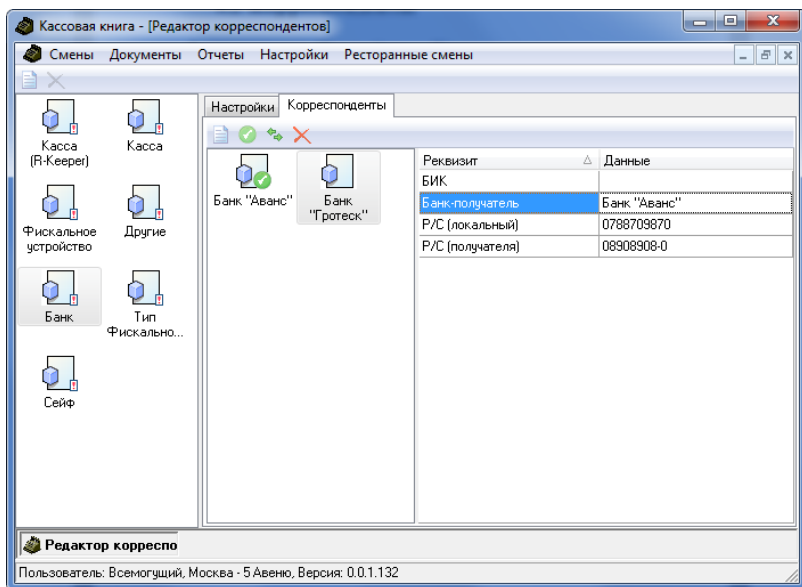 Кассовая книга - [Редактор корреспондентов]
Смены Документы Отчеты Настройки Ресторанные смены
Настройки Корреспонденты
Касса
(R-Keeper)
Касса
Фискальное
устройство
Другие
Банк
Тип
Фискально...
Сейф
Банк "Аванс"
Банк
"Гротеск"
Реквизит Данные
БИК
Банк-получатель Банк "Аванс"
Р/С (локальный) 0788709870
Р/С (получателя) 08908908-0
Редактор корреспо
Пользователь: Всемогущий, Москва - 5 Авеню, Версия: 0.0.1.132